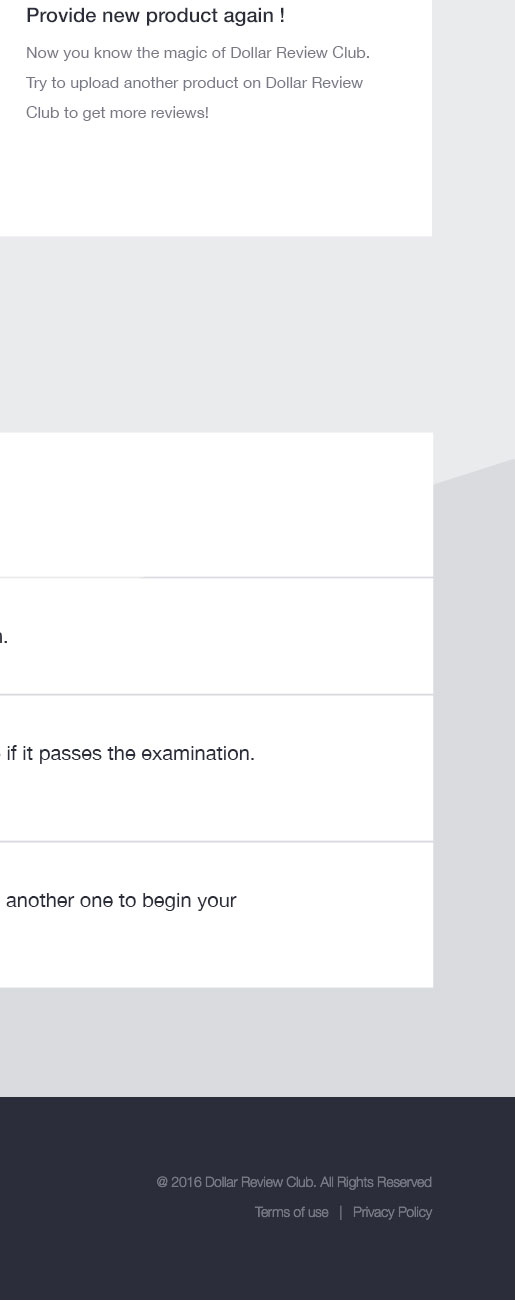 Provide new product again !
Now you know the magic of Dollar Review Club.
Try to upload another product on Dollar Review
Club to get more reviews!
if it passes the examination.
another one to begin your
@ 2016 Dollar Review Club. All Rights Reserved
Terms of use | Privacy Policy